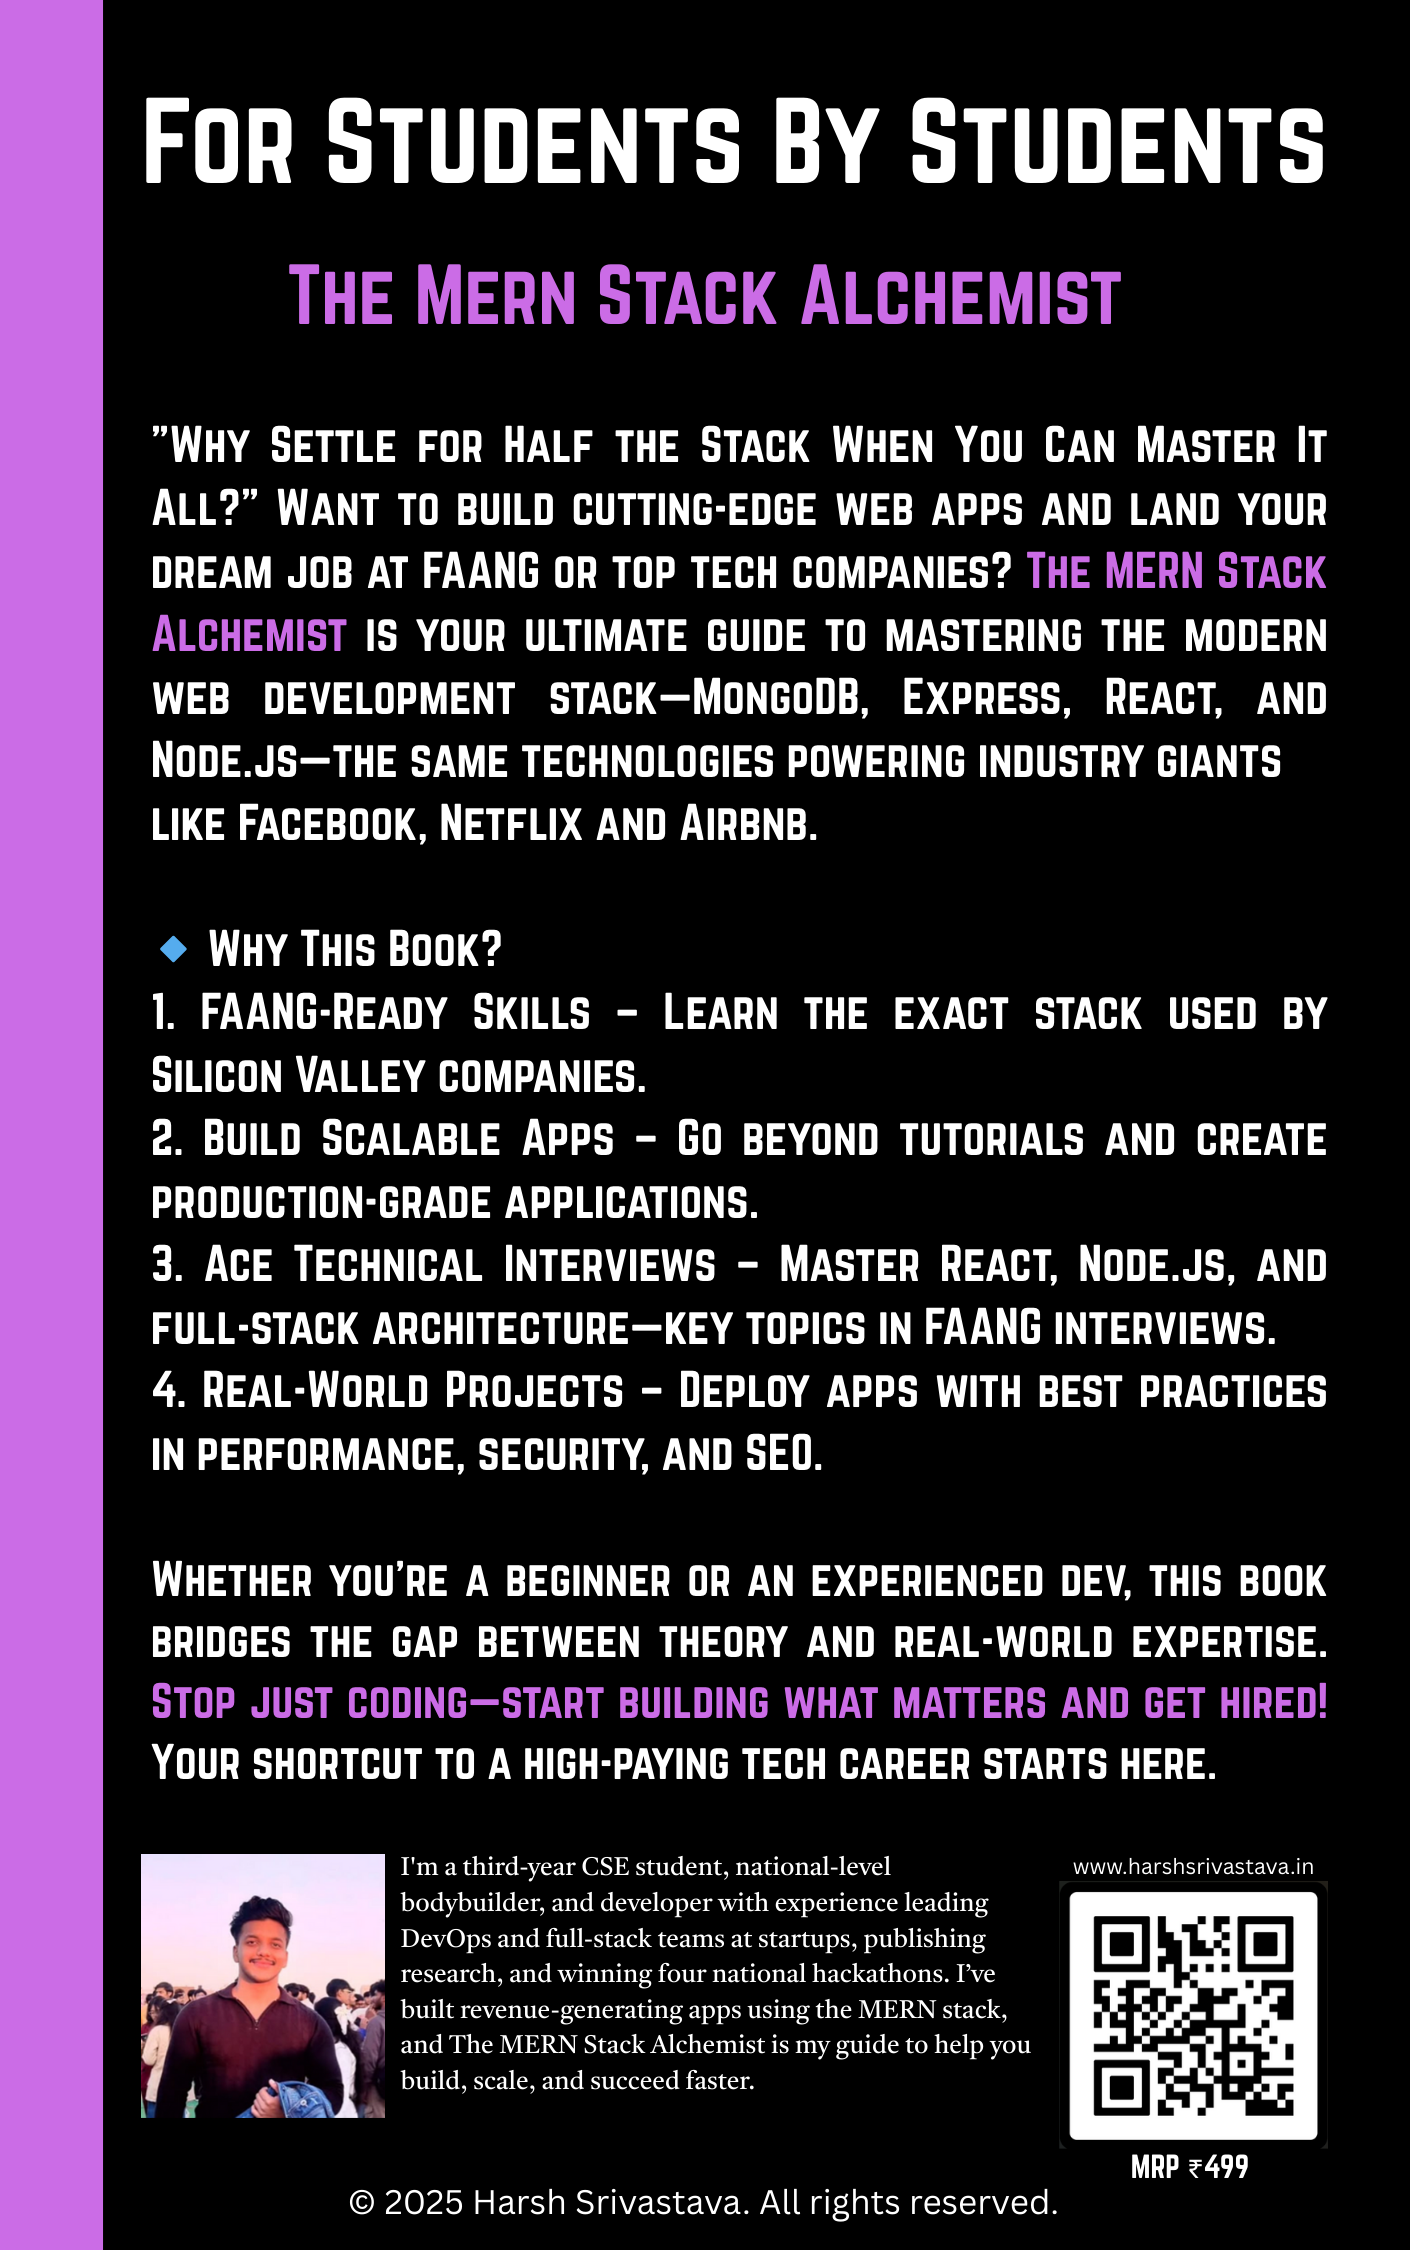 For Students By Students
The Mern Stack Alchemist
"Why Settle for Half the Stack When You Can Master It
All?" Want to build cutting-edge web apps and land your
dream job at FAANG or top tech companies? The MERN Stack
Alchemist is your ultimate guide to mastering the modern
web development stack—MongoDB, Express, React, and
Node.js—the same technologies powering industry giants
like Facebook, Netflix and Airbnb.
🔹 Why This Book?
1. FAANG-Ready Skills – Learn the exact stack used by
Silicon Valley companies.
2. Build Scalable Apps – Go beyond tutorials and create
production-grade applications.
3. Ace Technical Interviews – Master React, Node.js, and
full-stack architecture—key topics in FAANG interviews.
4. Real-World Projects – Deploy apps with best practices
in performance, security, and SEO.
Whether you're a beginner or an experienced dev, this book
bridges the gap between theory and real-world expertise.
Stop just coding—start building what matters and get hired!
Your shortcut to a high-paying tech career starts here.
I'm a third-year CSE student, national-level
bodybuilder, and developer with experience leading
DevOps and full-stack teams at startups, publishing
research, and winning four national hackathons. I’ve
built revenue-generating apps using the MERN stack,
and The MERN Stack Alchemist is my guide to help you
build, scale, and succeed faster.
www.harshsrivastava.in
MRP ₹499
© 2025 Harsh Srivastava. All rights reserved.